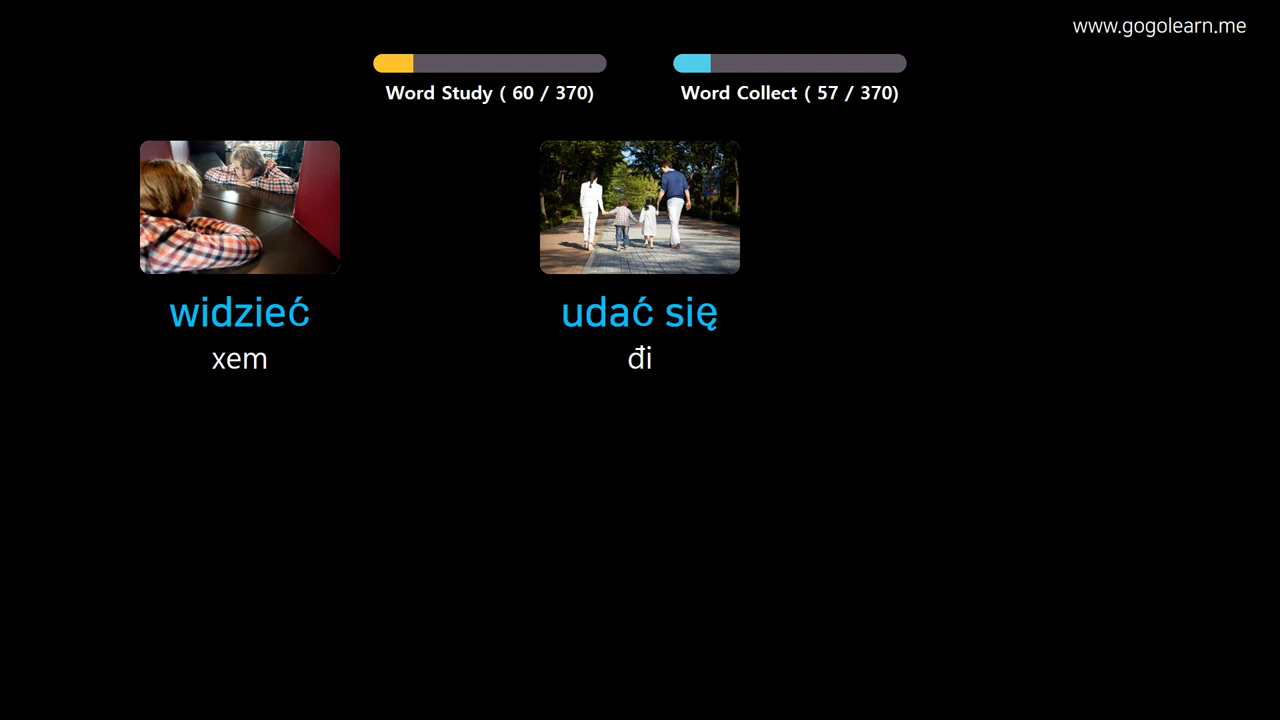 www.gogolearn.me
Word Study ( 60 / 370)
Word Collect ( 57 / 370)
widzieć
xem
udać się
đi